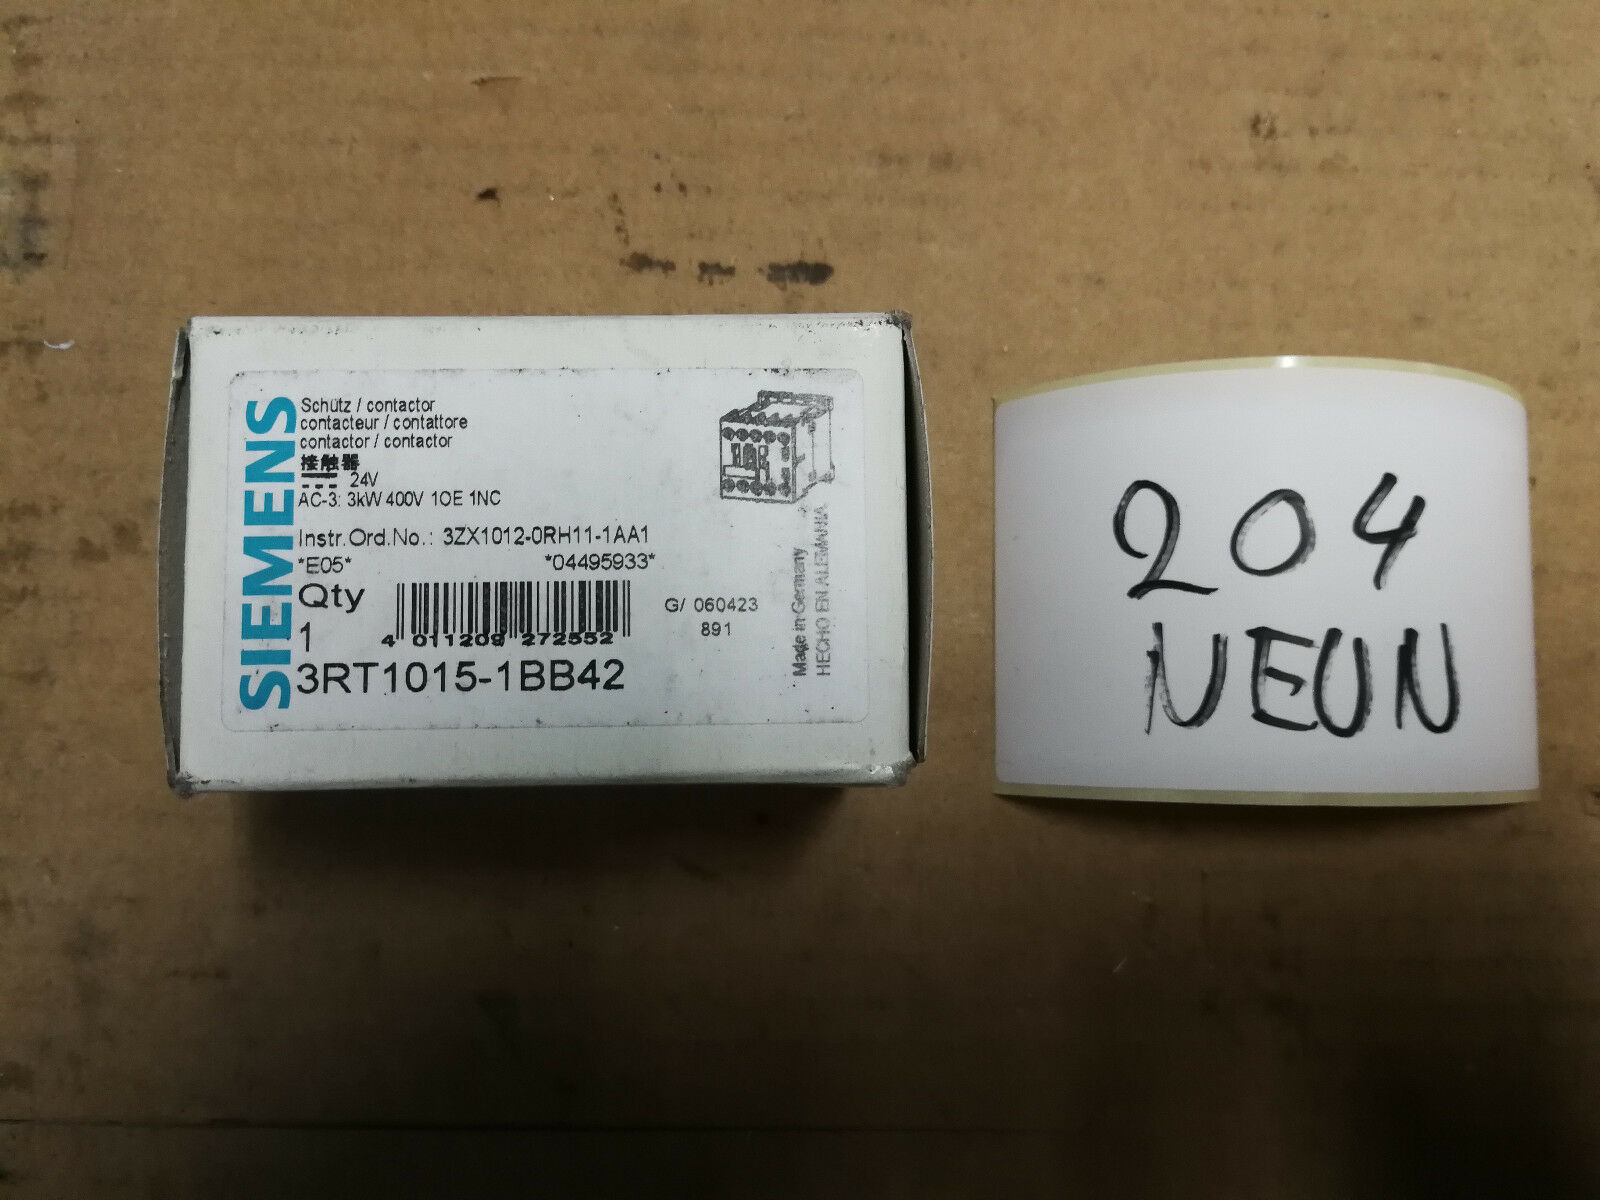 SIEMENS
Schütz / contactor
contacteur / contattore
contactor / contactor
接触器
24V
AC-3: 3kW 400V 1OE 1NC
Instr.Ord.No.: 3ZX1012-0RH11-1AA1
*E05* *04495933*
Qty
1
4 011209 272552
G/ 060423
891
3RT1015-1BB42
Made in Germany
HECHO EN ALEMANIA
204
NEUN